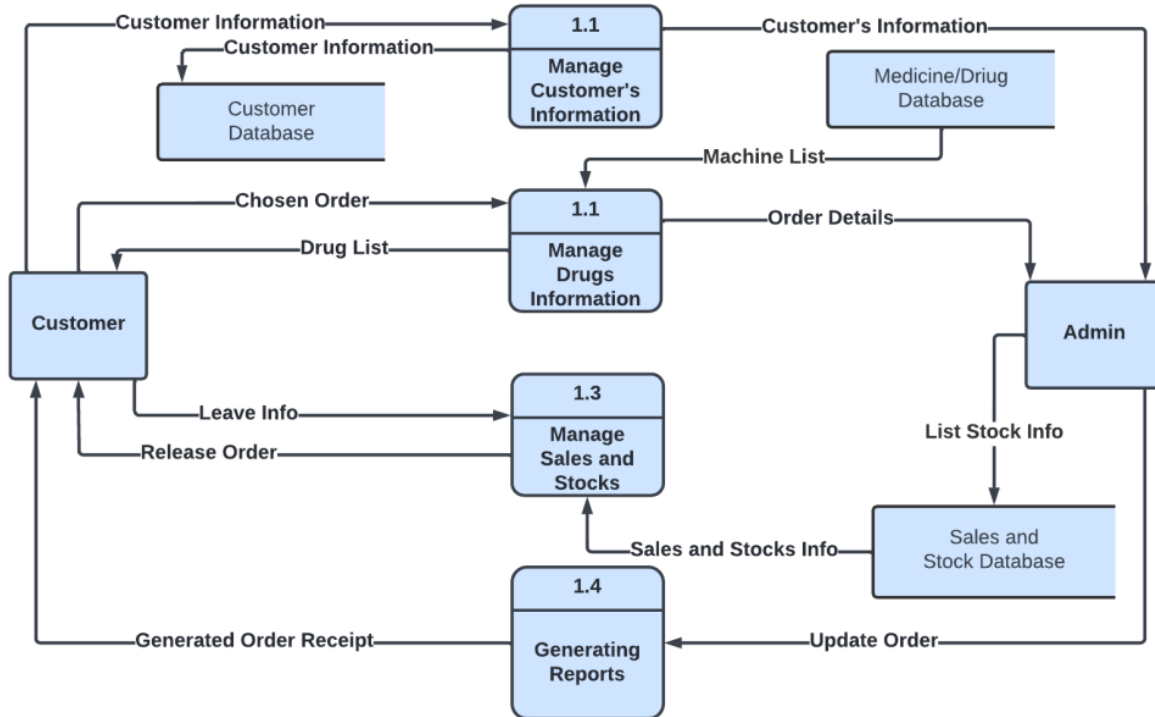 Customer Information
1.1
Customer's Information
Customer Information
Manage
Customer's
Information
Medicine/Driug
Database
Customer
Database
Machine List
Chosen Order
1.1
Order Details
Drug List
Manage
Drugs
Information
Customer
Admin
1.3
Leave Info
Manage
Sales and
Stocks
List Stock Info
Release Order
Sales and
Stock Database
Sales and Stocks Info
1.4
Generated Order Receipt
Generating
Reports
Update Order